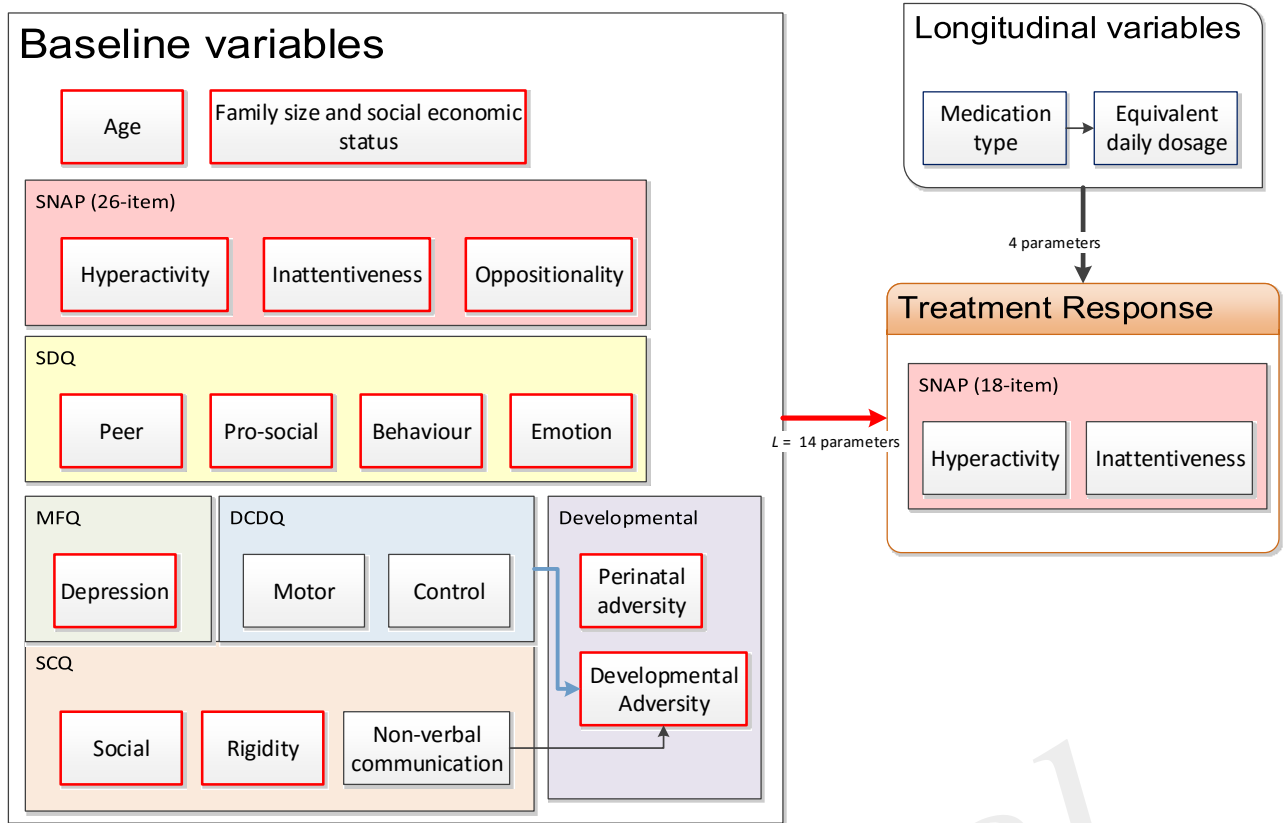 Baseline variables
Age
Family size and social economic
status
SNAP (26-item)
Hyperactivity
Inattentiveness
Oppositionality
SDQ
Peer
Pro-social
Behaviour
Emotion
MFQ
Depression
DCDQ
Motor
Control
Developmental
Perinatal
adversity
Developmental
Adversity
SCQ
Social
Rigidity
Non-verbal
communication
L = 14 parameters
Longitudinal variables
Medication
type
Equivalent
daily dosage
4 parameters
Treatment Response
SNAP (18-item)
Hyperactivity
Inattentiveness